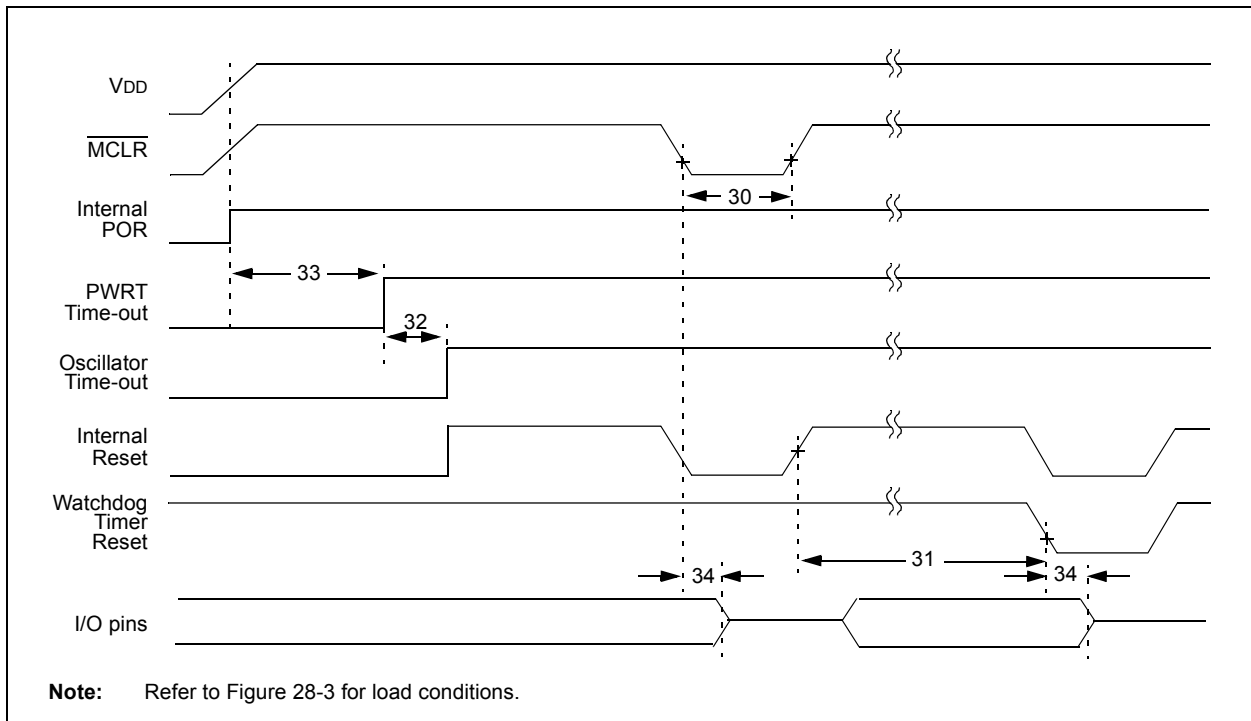 VDD
MCLR
30
Internal
POR
33
PWRT
Time-out
32
Oscillator
Time-out
Internal
Reset
Watchdog
Timer
Reset
31
34
34
I/O pins
Note: Refer to Figure 28-3 for load conditions.